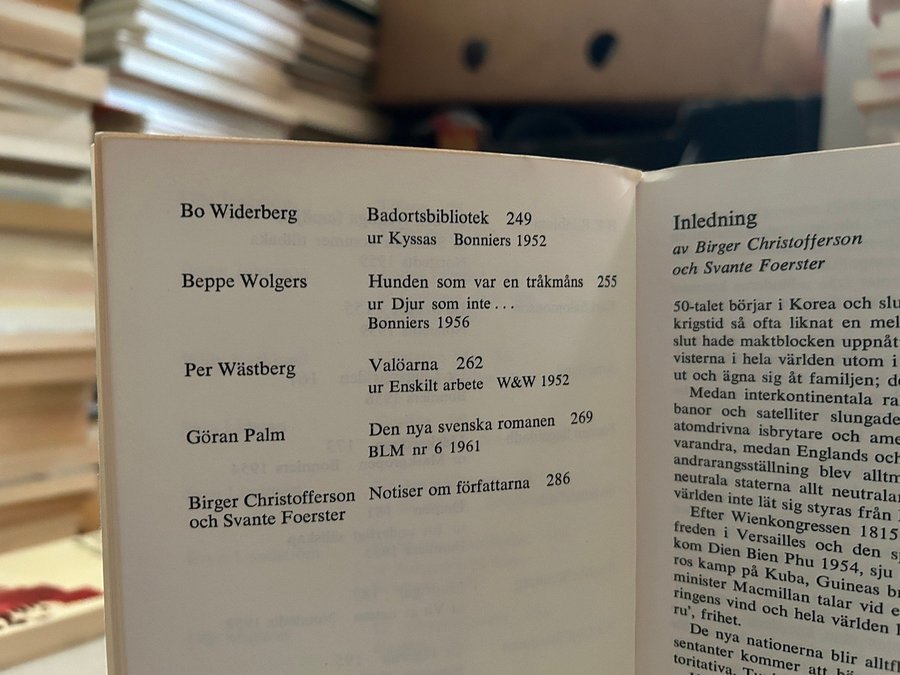 Bo Widerberg
Badortsbibliotek 249
ur Kyssas Bonniers 1952
Beppe Wolgers
Hunden som var en tråkmåns 255
ur Djur som inte...
Bonniers 1956
Per Wästberg
Valöarna 262
ur Enskilt arbete W&W 1952
Göran Palm
Den nya svenska romanen 269
BLM nr 6 1961
Birger Christofferson
och Svante Foerster
Notiser om författarna 286
Inledning
av Birger Christofferson
och Svante Foerster
50-talet börjar i Korea och slu
krigstid så ofta liknat en mel
slut hade maktblocken uppnåt
visterna i hela världen utom i
ut och ägna sig åt familjen; de
Medan interkontinentala ra
banor och satelliter slungade
atomdrivna isbrytare och ame
varandra, medan Englands och
andrarangsställning blev alltm
neutrala staterna allt neutralar
världen inte lät sig styras från
Efter Wienkongressen 1815
freden i Versailles och den sp
kom Dien Bien Phu 1954, sju
ros kamp på Kuba, Guineas br
minister Macmillan talar vid e
ringens vind och hela världen
ru', frihet.
De nya nationerna blir alltfl
sentanter kommer att
toritativa.